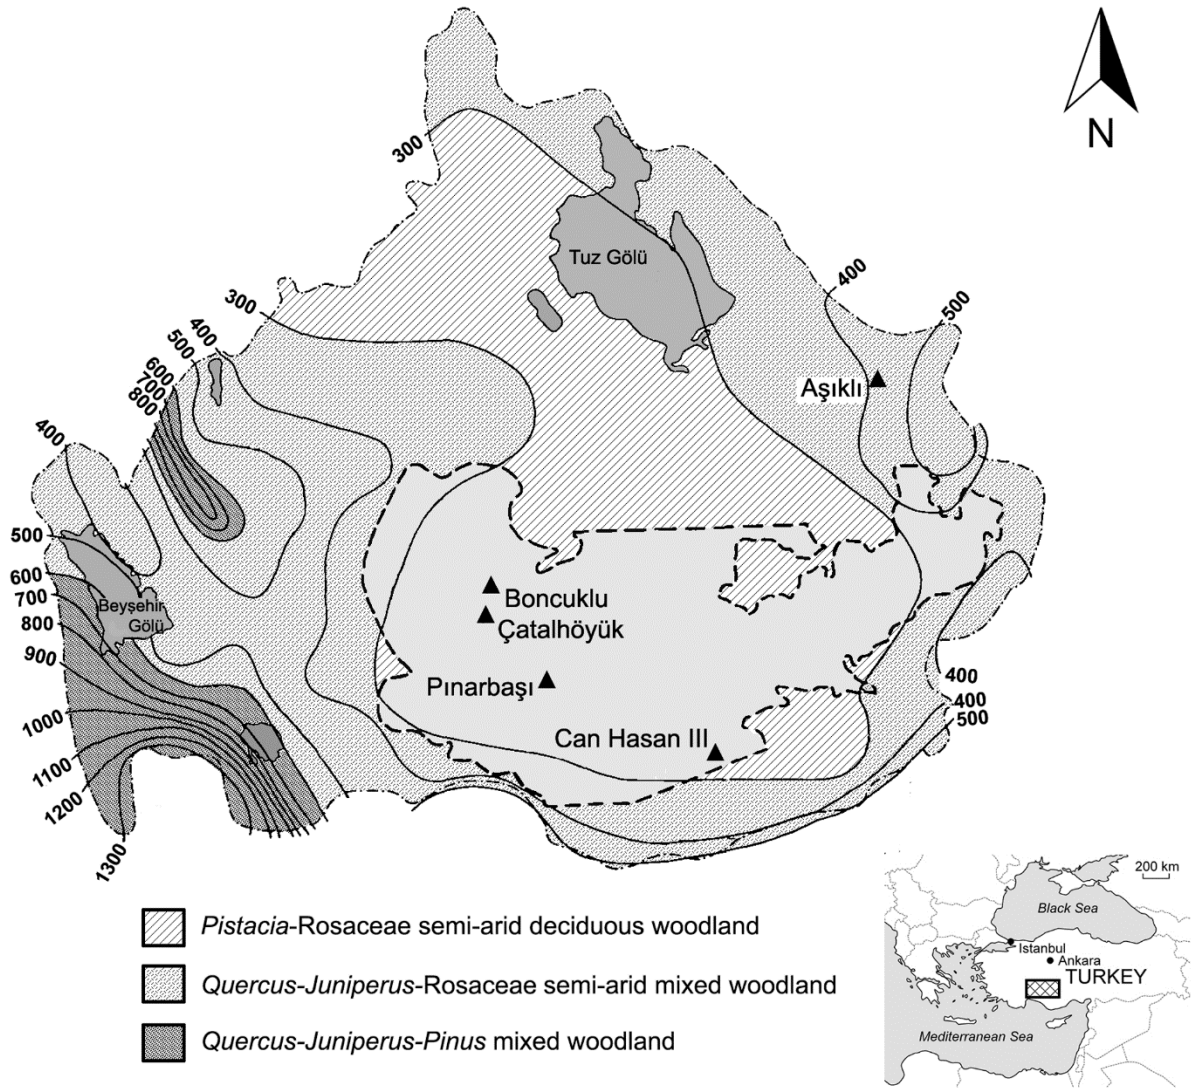 N
300
Tuz Gölü
400
300
500
400
500
600
700
800
Aşıklı
400
500
600
700
800
Beyşehir
Gölü
Boncuklu
Çatalhöyük
900
400
Pınarbaşı
400
500
1000
Can Hasan III
1100
1200
1300
200 km
Black Sea
Istanbul
Ankara
TURKEY
Mediterranean Sea
Pistacia-Rosaceae semi-arid deciduous woodland
Quercus-Juniperus-Rosaceae semi-arid mixed woodland
Quercus-Juniperus-Pinus mixed woodland